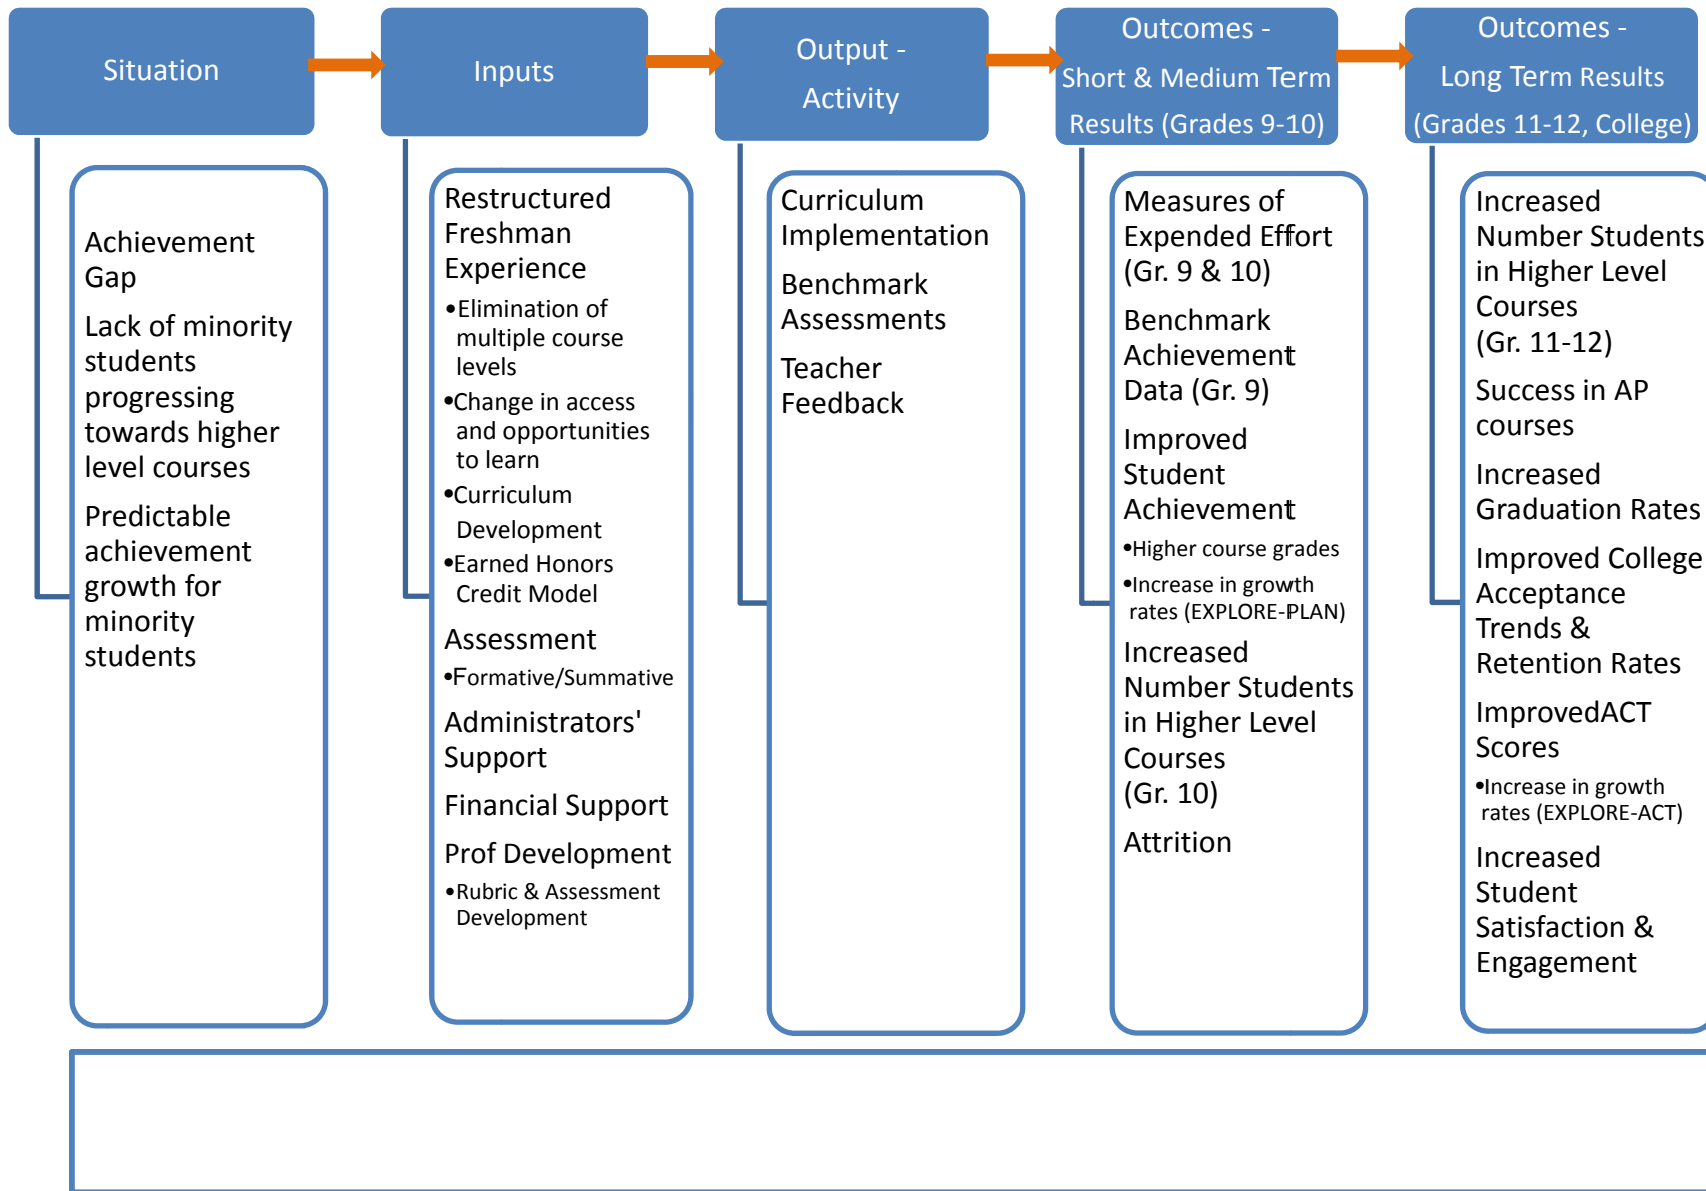 Situation
Inputs
Output -
Activity
Outcomes -
Short & Medium Term
Results (Grades 9-10)
Outcomes -
Long Term Results
(Grades 11-12, College)
Achievement
Gap
Lack of minority
students
progressing
towards higher
level courses
Predictable
achievement
growth for
minority
students
Restructured
Freshman
Experience
•Elimination of
multiple course
levels
•Change in access
and opportunities
to learn
•Curriculum
Development
•Earned Honors
Credit Model
Assessment
•Formative/Summative
Administrators'
Support
Financial Support
Prof Development
•Rubric & Assessment
Development
Curriculum
Implementation
Benchmark
Assessments
Teacher
Feedback
Measures of
Expended Effort
(Gr. 9 & 10)
Benchmark
Achievement
Data (Gr. 9)
Improved
Student
Achievement
•Higher course grades
•Increase in growth
rates (EXPLORE-PLAN)
Increased
Number Students
in Higher Level
Courses
(Gr. 10)
Attrition
Increased
Number Students
in Higher Level
Courses
(Gr. 11-12)
Success in AP
courses
Increased
Graduation Rates
Improved College
Acceptance
Trends &
Retention Rates
ImprovedACT
Scores
•Increase in growth
rates (EXPLORE-ACT)
Increased
Student
Satisfaction &
Engagement